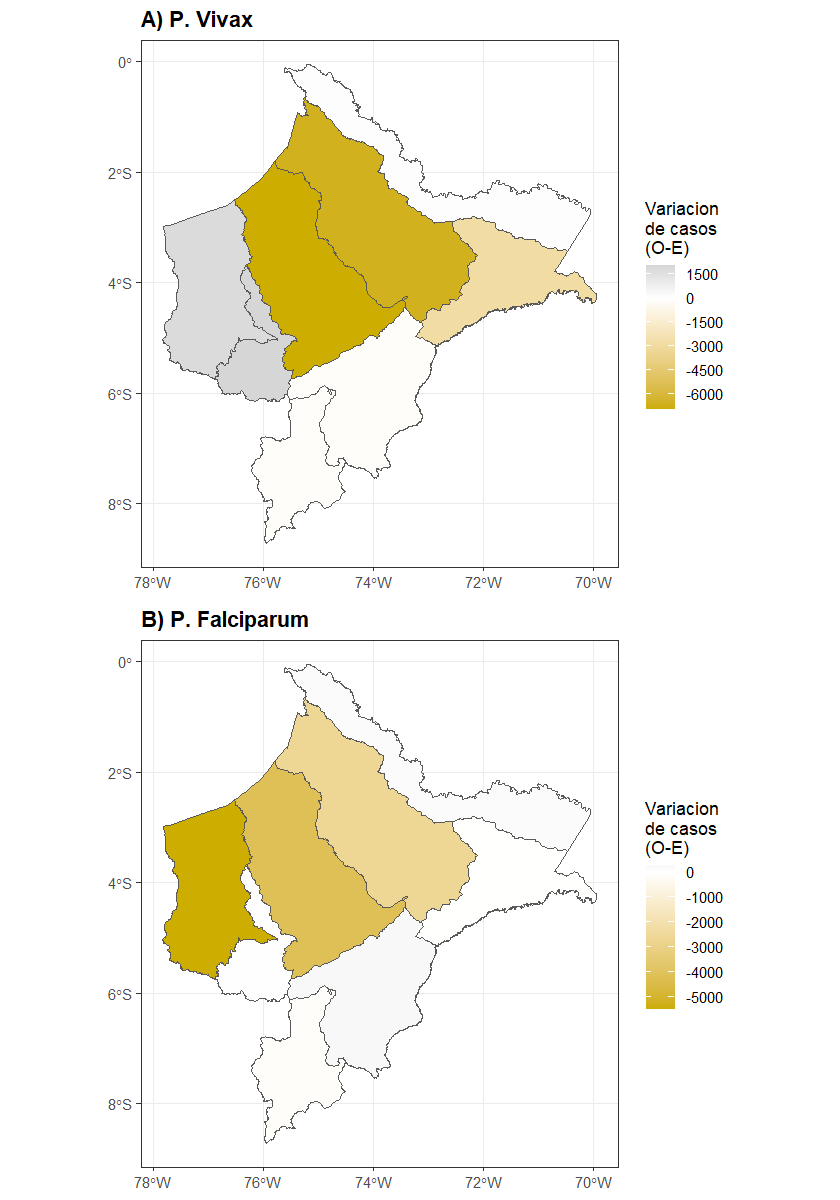 A) P. Vivax
0°
2°S
4°S
6°S
8°S
78°W
76°W
74°W
72°W
70°W
Variacion
de casos
(O-E)
1500
0
-1500
-3000
-4500
-6000
B) P. Falciparum
0°
2°S
4°S
6°S
8°S
78°W
76°W
74°W
72°W
70°W
Variacion
de casos
(O-E)
0
-1000
-2000
-3000
-4000
-5000